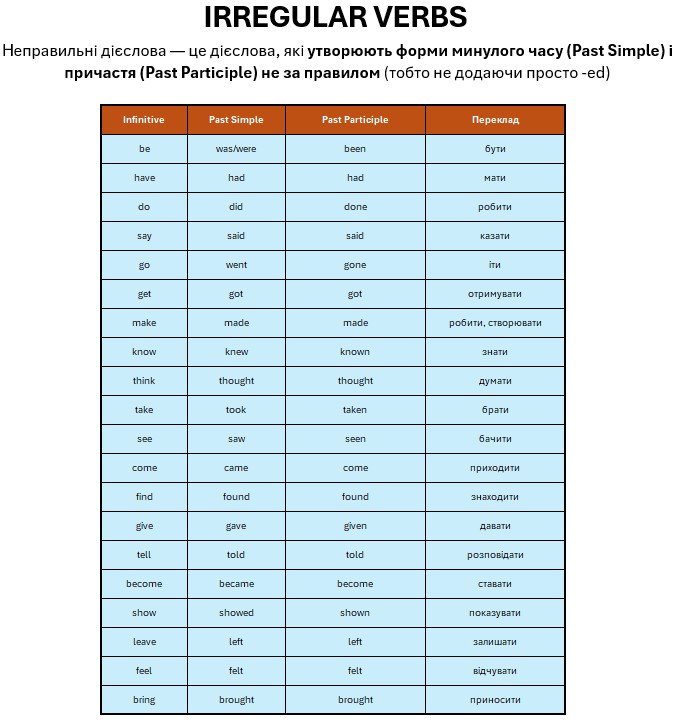 IRREGULAR VERBS
Неправильні дієслова — це дієслова, які утворюють форми минулого часу (Past Simple) і
причастя (Past Participle) не за правилом (тобто не додаючи просто -ed)
Infinitive Past Simple Past Participle Переклад
be was/were been бути
have had had мати
do did done робити
say said said казати
go went gone іти
get got got отримувати
make made made робити, створювати
know knew known знати
think thought thought думати
take took taken брати
see saw seen бачити
come came come приходити
find found found знаходити
give gave given давати
tell told told розповідати
become became become ставати
show showed shown показувати
leave left left залишати
feel felt felt відчувати
bring brought brought приносити